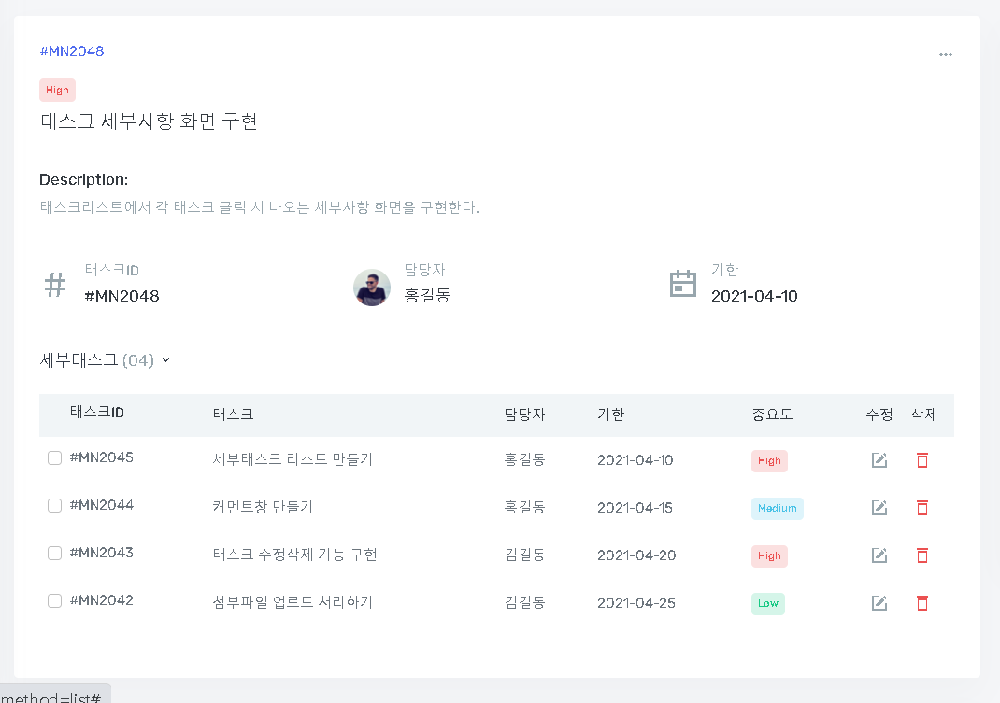 #MN2048
High
태스크 세부사항 화면 구현
Description:
태스크리스트에서 각 태스크 클릭 시 나오는 세부사항 화면을 구현한다.
태스크ID 담당자 기한
#MN2048 홍길동 2021-04-10
세부태스크 (04)
태스크ID 태스크 담당자 기한 중요도 수정 삭제
#MN2045 세부태스크 리스트 만들기 홍길동 2021-04-10 High
#MN2044 커멘트창 만들기 홍길동 2021-04-15 Medium
#MN2043 태스크 수정삭제 기능 구현 김길동 2021-04-20 High
#MN2042 첨부파일 업로드 처리하기 김길동 2021-04-25 Low
method=list#